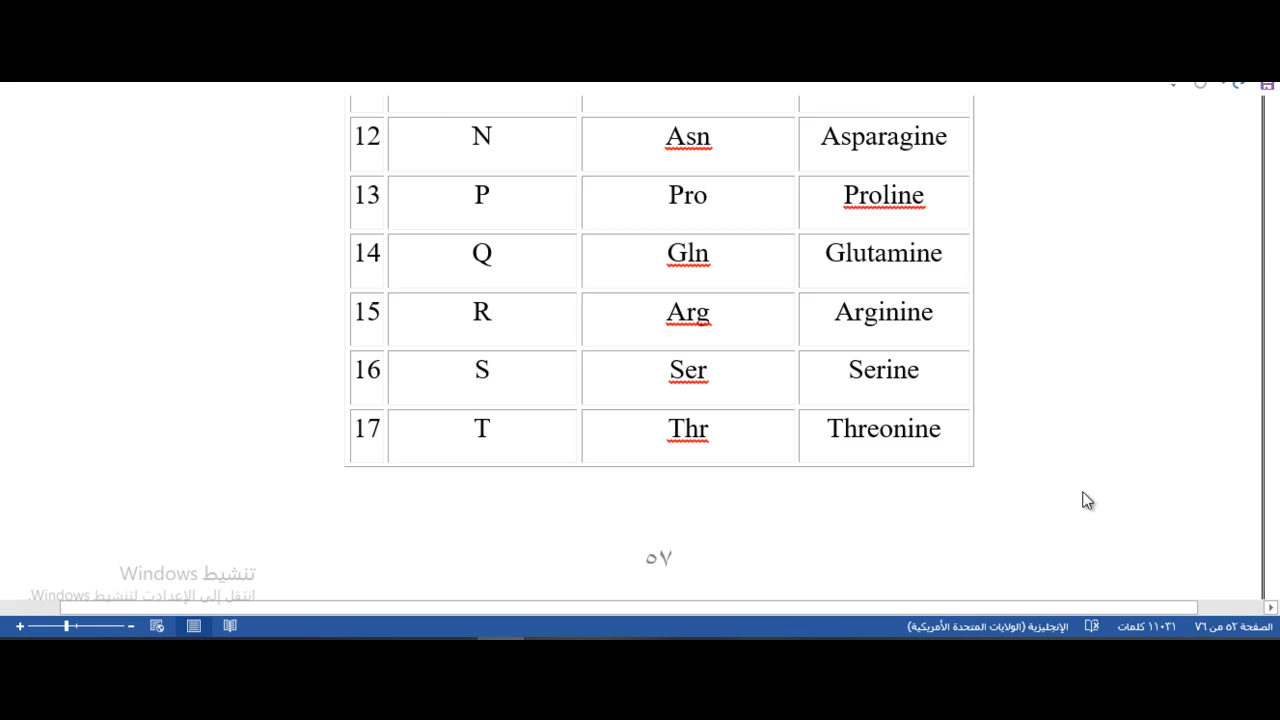 12 N Asn Asparagine
13 P Pro Proline
14 Q Gln Glutamine
15 R Arg Arginine
16 S Ser Serine
17 T Thr Threonine
٥٧
تنشيط Windows
انتقل إلى الإعدادت لتنشيط Windows.
الصفحة ٥٢ من ٧٦ ١١٠٣١ كلمات الإنجليزية (الولايات المتحدة الأمريكية)